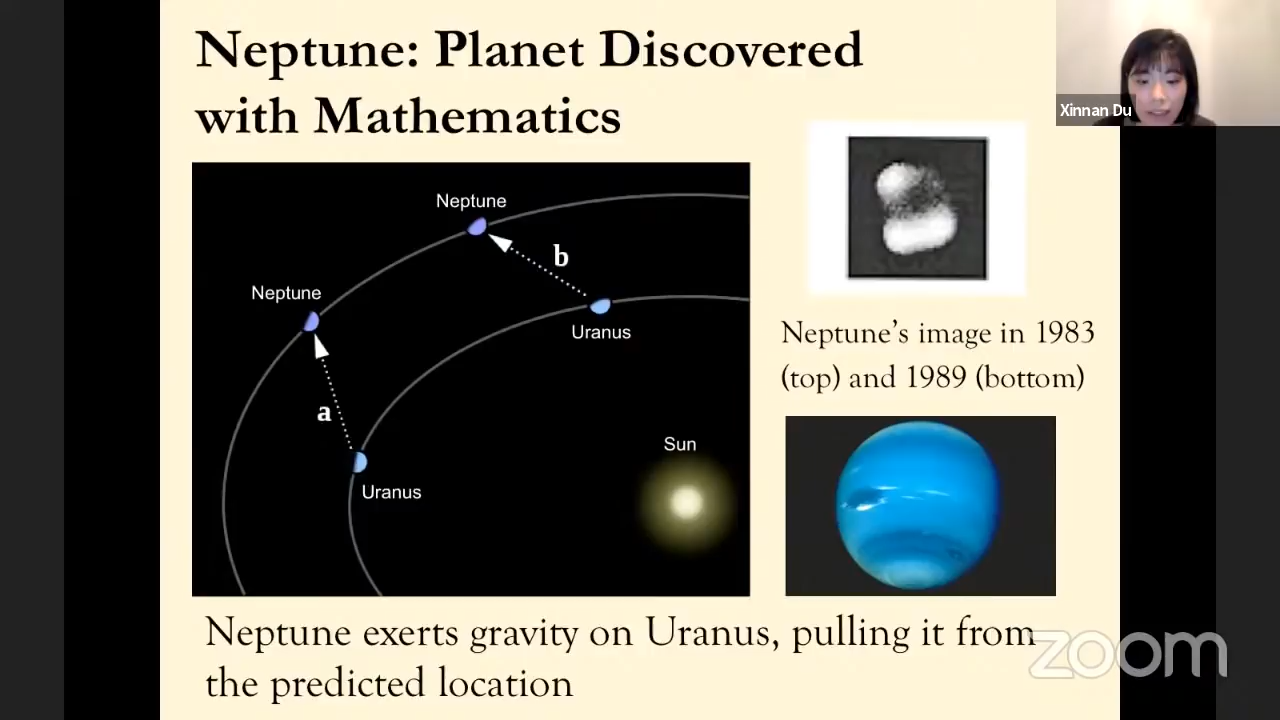 Neptune: Planet Discovered
with Mathematics
Xinnan Du
Neptune
b
Neptune
Uranus
a
Sun
Uranus
Neptune’s image in 1983
(top) and 1989 (bottom)
Neptune exerts gravity on Uranus, pulling it from
the predicted location
zoom